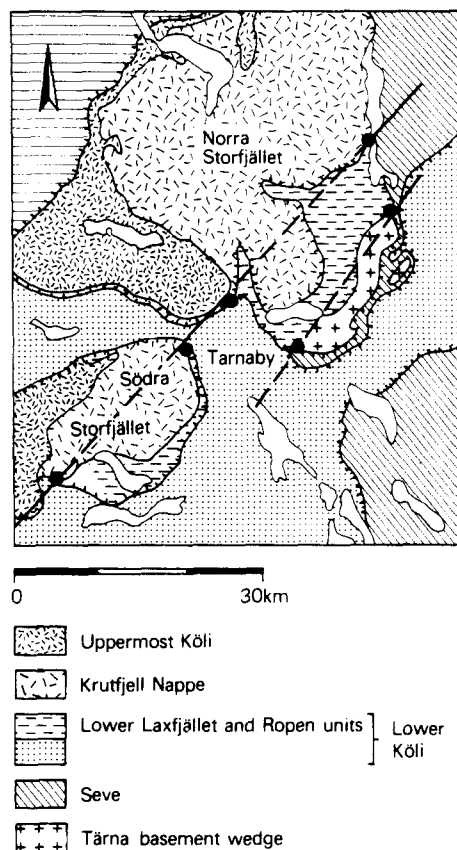 Norra
Storfjället
Tarnaby
Södra
Storfjället
0 30km
Uppermost Köli
Krutfjell Nappe
Lower Laxfjället and Ropen units
Lower
Köli
Seve
Tärna basement wedge